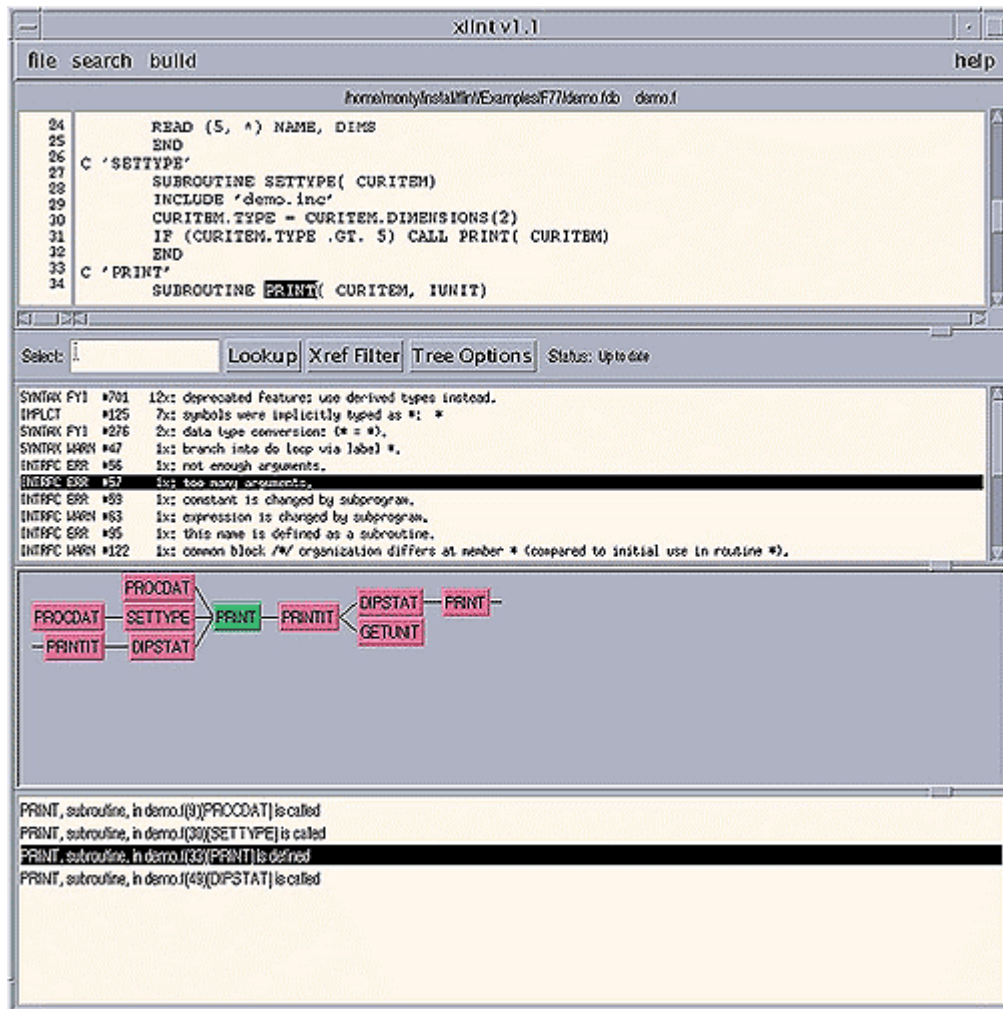 xlint v1.1
file search build help
/home/monty/install/flint/Examples/F77/demo.fdb demo.f
24 READ (5, *) NAME, DIMS
25 END
26 C 'SETTYPE'
27 SUBROUTINE SETTYPE( CURITEM)
28 INCLUDE 'demo.inc'
29 CURITEM.TYPE = CURITEM.DIMENSIONS(2)
30 IF (CURITEM.TYPE .GT. 5) CALL PRINT( CURITEM)
31 END
32 C 'PRINT'
33 SUBROUTINE PRINT( CURITEM, IUNIT)
34
Select: Lookup Xref Filter Tree Options Status: Up to date
SYNTAX FYI #701 12x: deprecated feature: use derived types instead.
IMPLCT #125 7x: symbols were implicitly typed as *: *
SYNTAX FYI #276 2x: data type conversion: (* = *).
SYNTAX WARN #47 1x: branch into do loop via label *.
INTRFC ERR #56 1x: not enough arguments.
INTRFC ERR #57 1x: too many arguments.
INTRFC ERR #59 1x: constant is changed by subprogram.
INTRFC WARN #63 1x: expression is changed by subprogram.
INTRFC ERR #95 1x: this name is defined as a subroutine.
INTRFC WARN #122 1x: common block /*/ organization differs at member * (compared to initial use in routine *).
PROCDAT
PROCDAT SETTYPE PRINT PRINTIT DIPSTAT PRINT
PRINTIT DIPSTAT GETUNIT
PRINT, subroutine, in demo.f(9)[PROCDAT] is called
PRINT, subroutine, in demo.f(30)[SETTYPE] is called
PRINT, subroutine, in demo.f(33)[PRINT] is defined
PRINT, subroutine, in demo.f(49)[DIPSTAT] is called